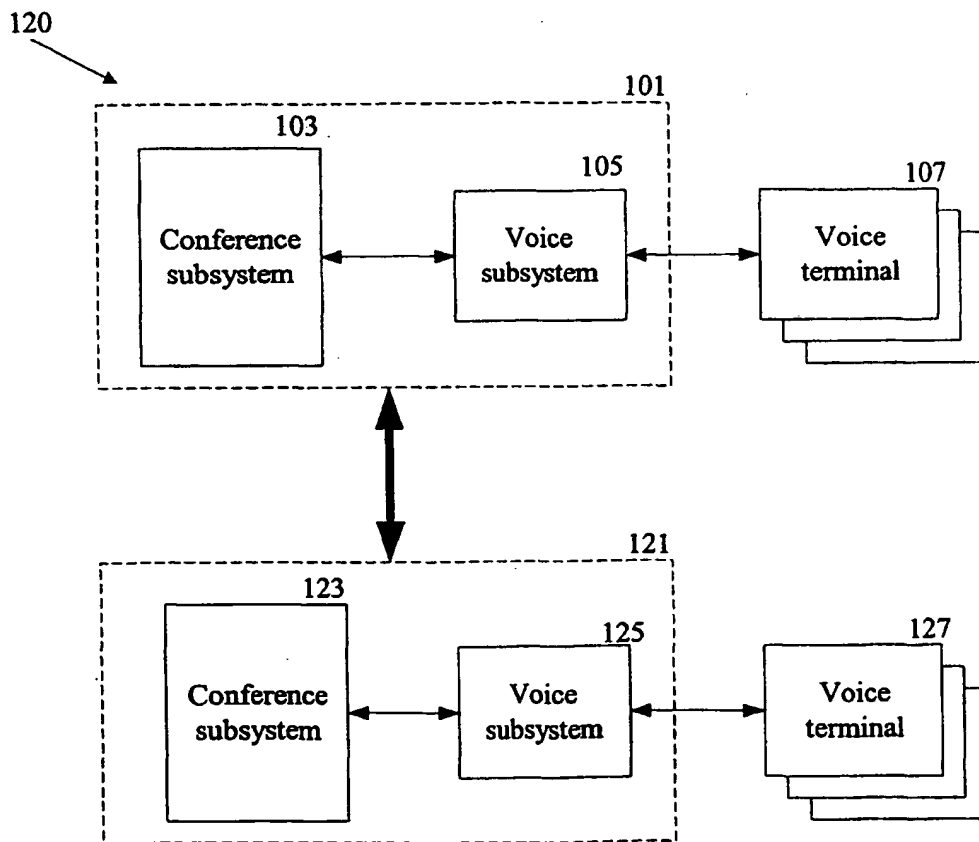 120
101
103
105
107
Conference
subsystem
Voice
subsystem
Voice
terminal
121
123
125
127
Conference
subsystem
Voice
subsystem
Voice
terminal